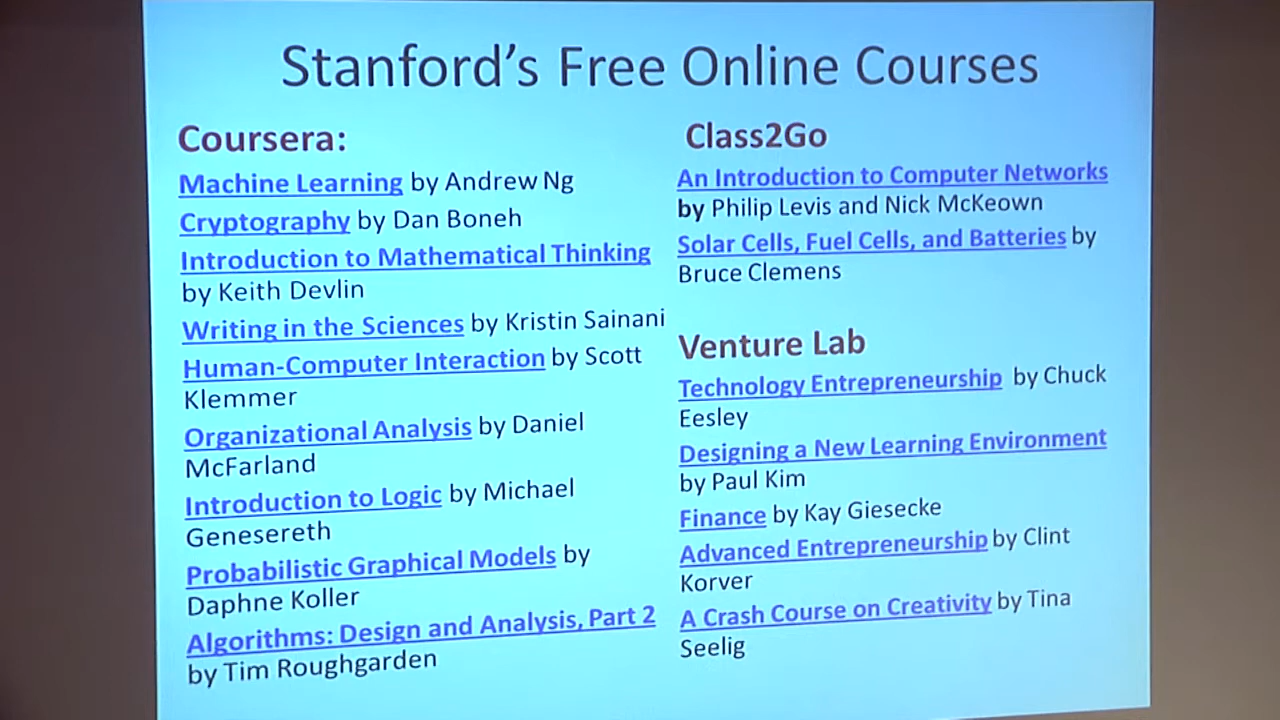 Stanford's Free Online Courses
Coursera:
Machine Learning by Andrew Ng
Cryptography by Dan Boneh
Introduction to Mathematical Thinking
by Keith Devlin
Writing in the Sciences by Kristin Sainani
Human-Computer Interaction by Scott
Klemmer
Organizational Analysis by Daniel
McFarland
Introduction to Logic by Michael
Genesereth
Probabilistic Graphical Models by
Daphne Koller
Algorithms: Design and Analysis, Part 2
by Tim Roughgarden
Class2Go
An Introduction to Computer Networks
by Philip Levis and Nick McKeown
Solar Cells, Fuel Cells, and Batteries by
Bruce Clemens
Venture Lab
Technology Entrepreneurship by Chuck
Eesley
Designing a New Learning Environment
by Paul Kim
Finance by Kay Giesecke
Advanced Entrepreneurship by Clint
Korver
A Crash Course on Creativity by Tina
Seelig